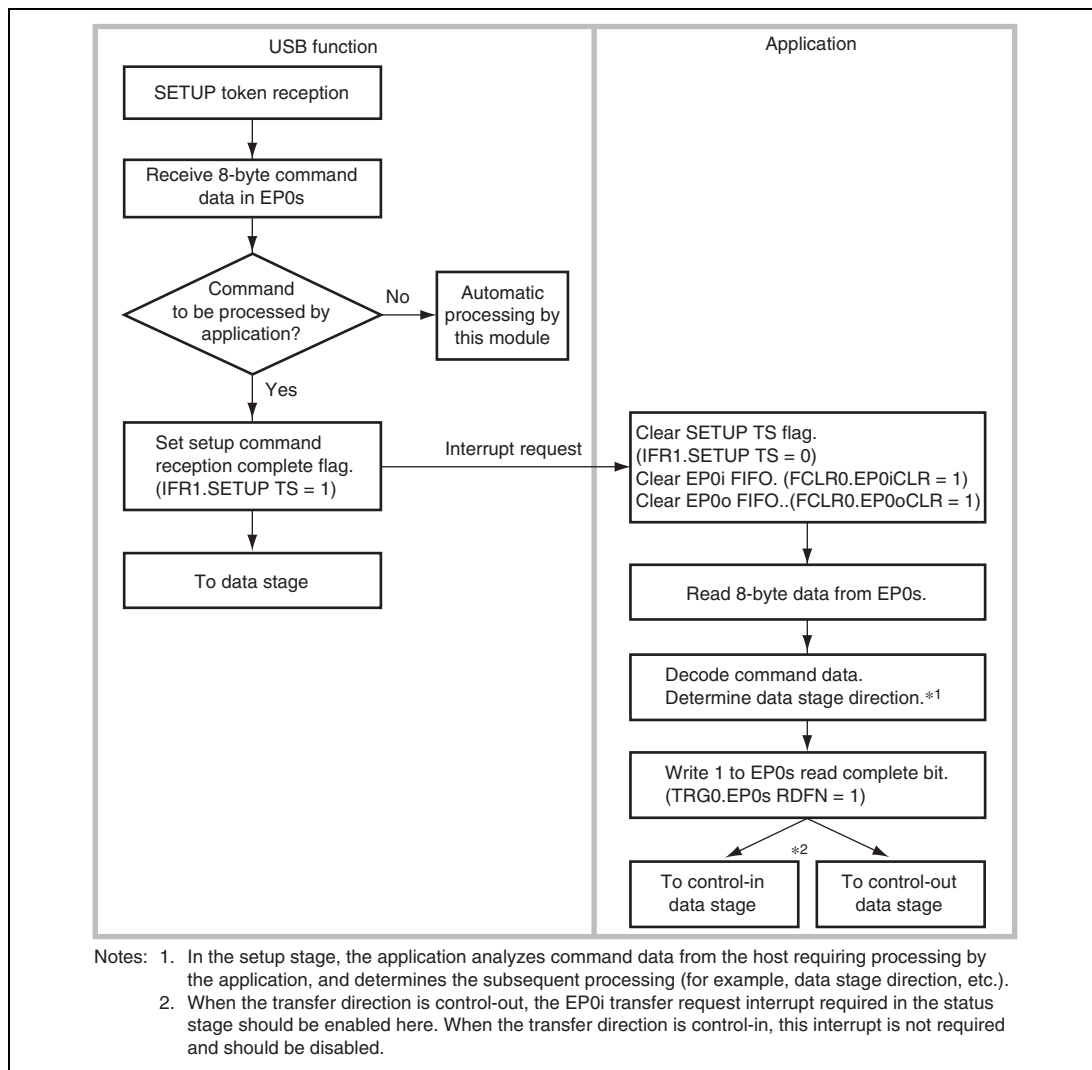 USB function
Application
SETUP token reception
Receive 8-byte command
data in EP0s
Command
to be processed by
application?
No
Automatic
processing by
this module
Yes
Set setup command
reception complete flag.
(IFR1.SETUP TS = 1)
Interrupt request
To data stage
Clear SETUP TS flag.
(IFR1.SETUP TS = 0)
Clear EP0i FIFO. (FCLR0.EP0iCLR = 1)
Clear EP0o FIFO..(FCLR0.EP0oCLR = 1)
Read 8-byte data from EP0s.
Decode command data.
Determine data stage direction.*1
Write 1 to EP0s read complete bit.
(TRG0.EP0s RDFN = 1)
*2
To control-in
data stage
To control-out
data stage
Notes: 1. In the setup stage, the application analyzes command data from the host requiring processing by
the application, and determines the subsequent processing (for example, data stage direction, etc.).
2. When the transfer direction is control-out, the EP0i transfer request interrupt required in the status
stage should be enabled here. When the transfer direction is control-in, this interrupt is not required
and should be disabled.